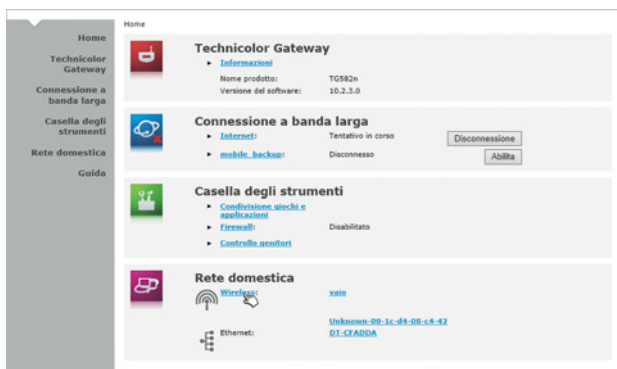 Home
Home
Technicolor
Gateway
Connessione a
banda larga
Casella degli
strumenti
Rete domestica
Guida
Technicolor Gateway
Informazioni
Nome prodotto: TG582n
Versione del software: 10.2.3.0
Connessione a banda larga
Internet: Tentativo in corso Disconnessione
mobile_backup: Disconnesso Abilita
Casella degli strumenti
Condivisione giochi e
applicazioni
Firewall: Disabilitato
Controllo genitori
Rete domestica
Wireless: vaio
Unknown-00-1c-d4-08-c4-42
Ethernet: DT-CFADDA